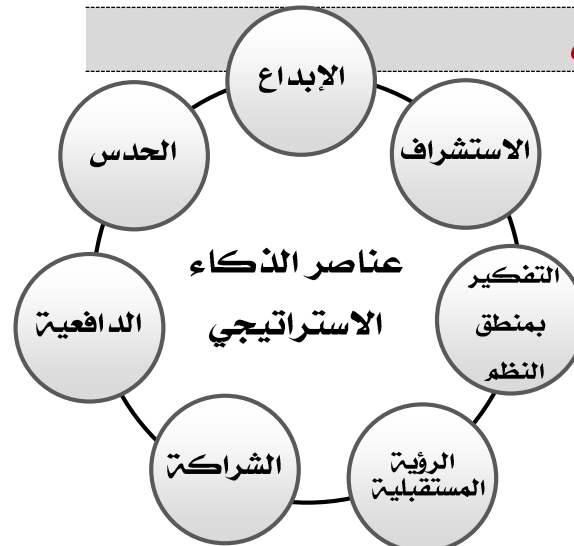 الإبداع
الاستشراف
التفكير
بمنطق
النظم
الرؤية
المستقبلية
الشراكة
الدافعية
الحدس
عناصر الذكاء
الاستراتيجي